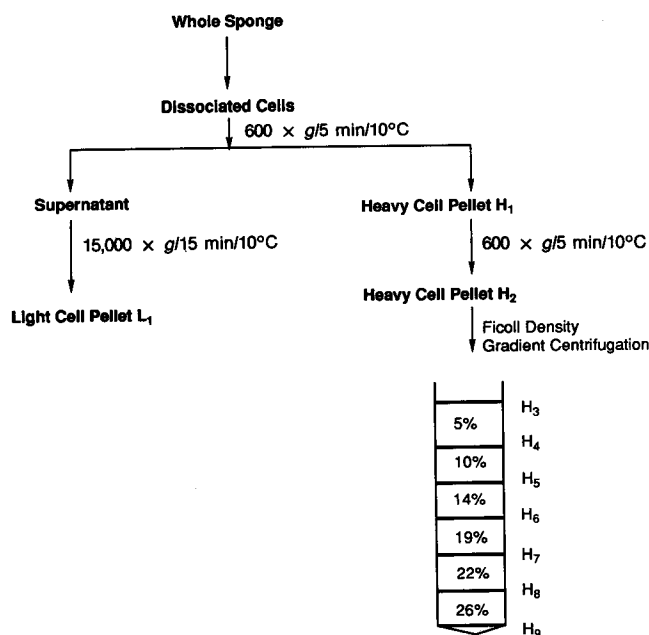 Whole Sponge
Dissociated Cells
600 × g/5 min/10°C
Supernatant
Heavy Cell Pellet H₁
15,000 × g/15 min/10°C
600 × g/5 min/10°C
Light Cell Pellet L₁
Heavy Cell Pellet H₂
Ficoll Density
Gradient Centrifugation
H₃
5%
H₄
10%
H₅
14%
H₆
19%
H₇
22%
H₈
26%
H₉